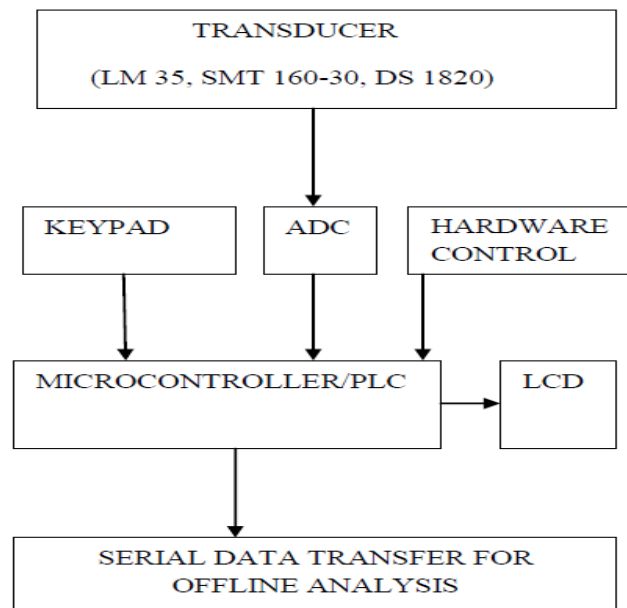 TRANSDUCER
(LM 35, SMT 160-30, DS 1820)
KEYPAD
ADC
HARDWARE
CONTROL
MICROCONTROLLER/PLC
LCD
SERIAL DATA TRANSFER FOR
OFFLINE ANALYSIS